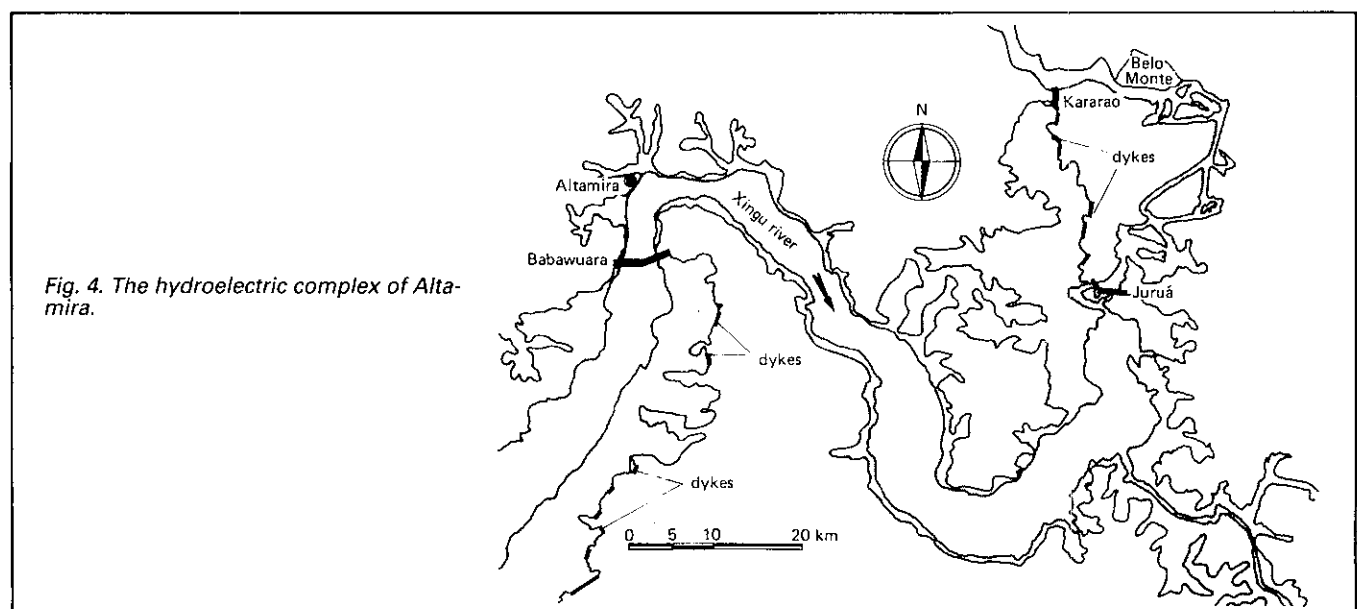 Fig. 4. The hydroelectric complex of Alta-
mira.
Belo
Monte
Kararao
N
dykes
Altamira
Xingu river
Babawuara
Juruá
dykes
dykes
0 5 10 20 km